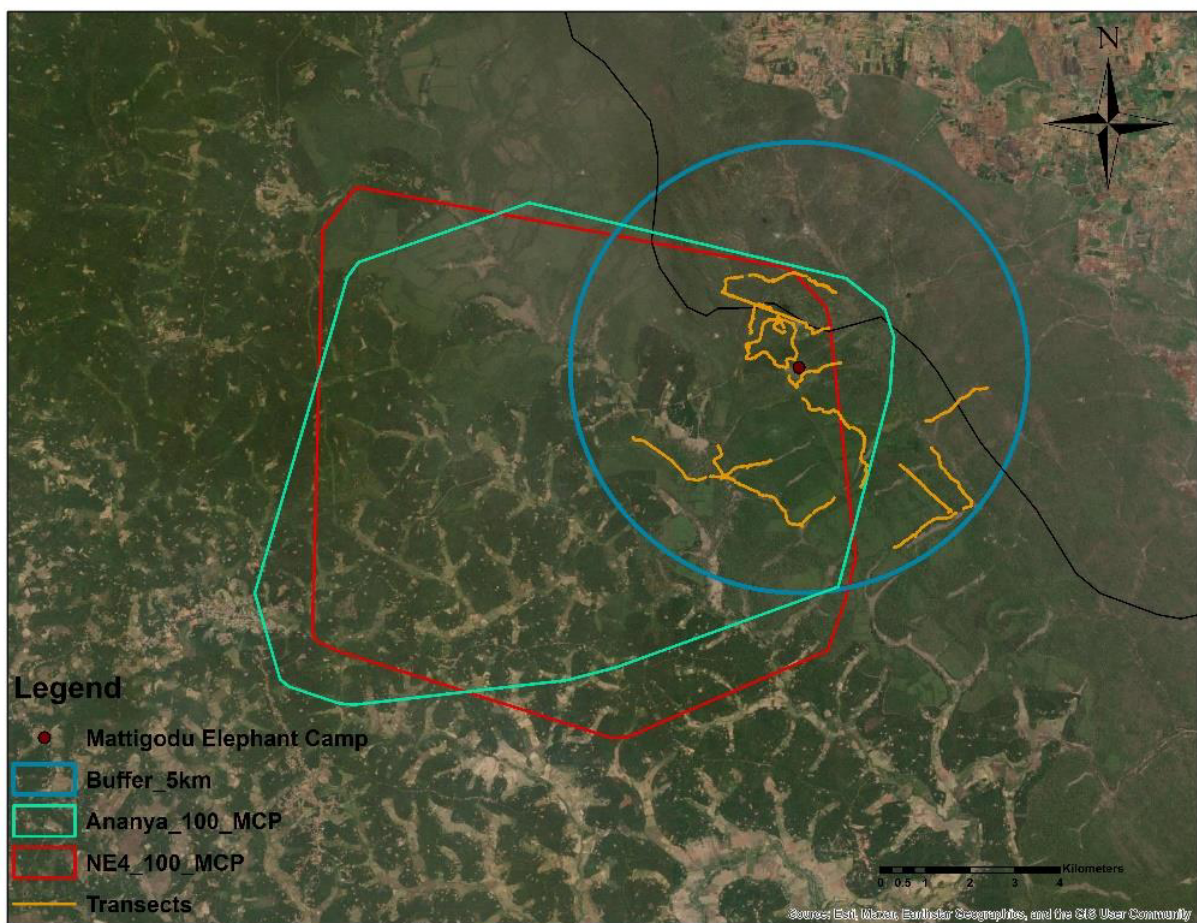 N
Legend
Mattigodu Elephant Camp
Buffer_5km
Ananya_100_MCP
NE4_100_MCP
Transects
Kilometers
0 0.5 1 2 3 4
Source: Esri, Maxar, Earthstar Geographics, and the GIS User Community